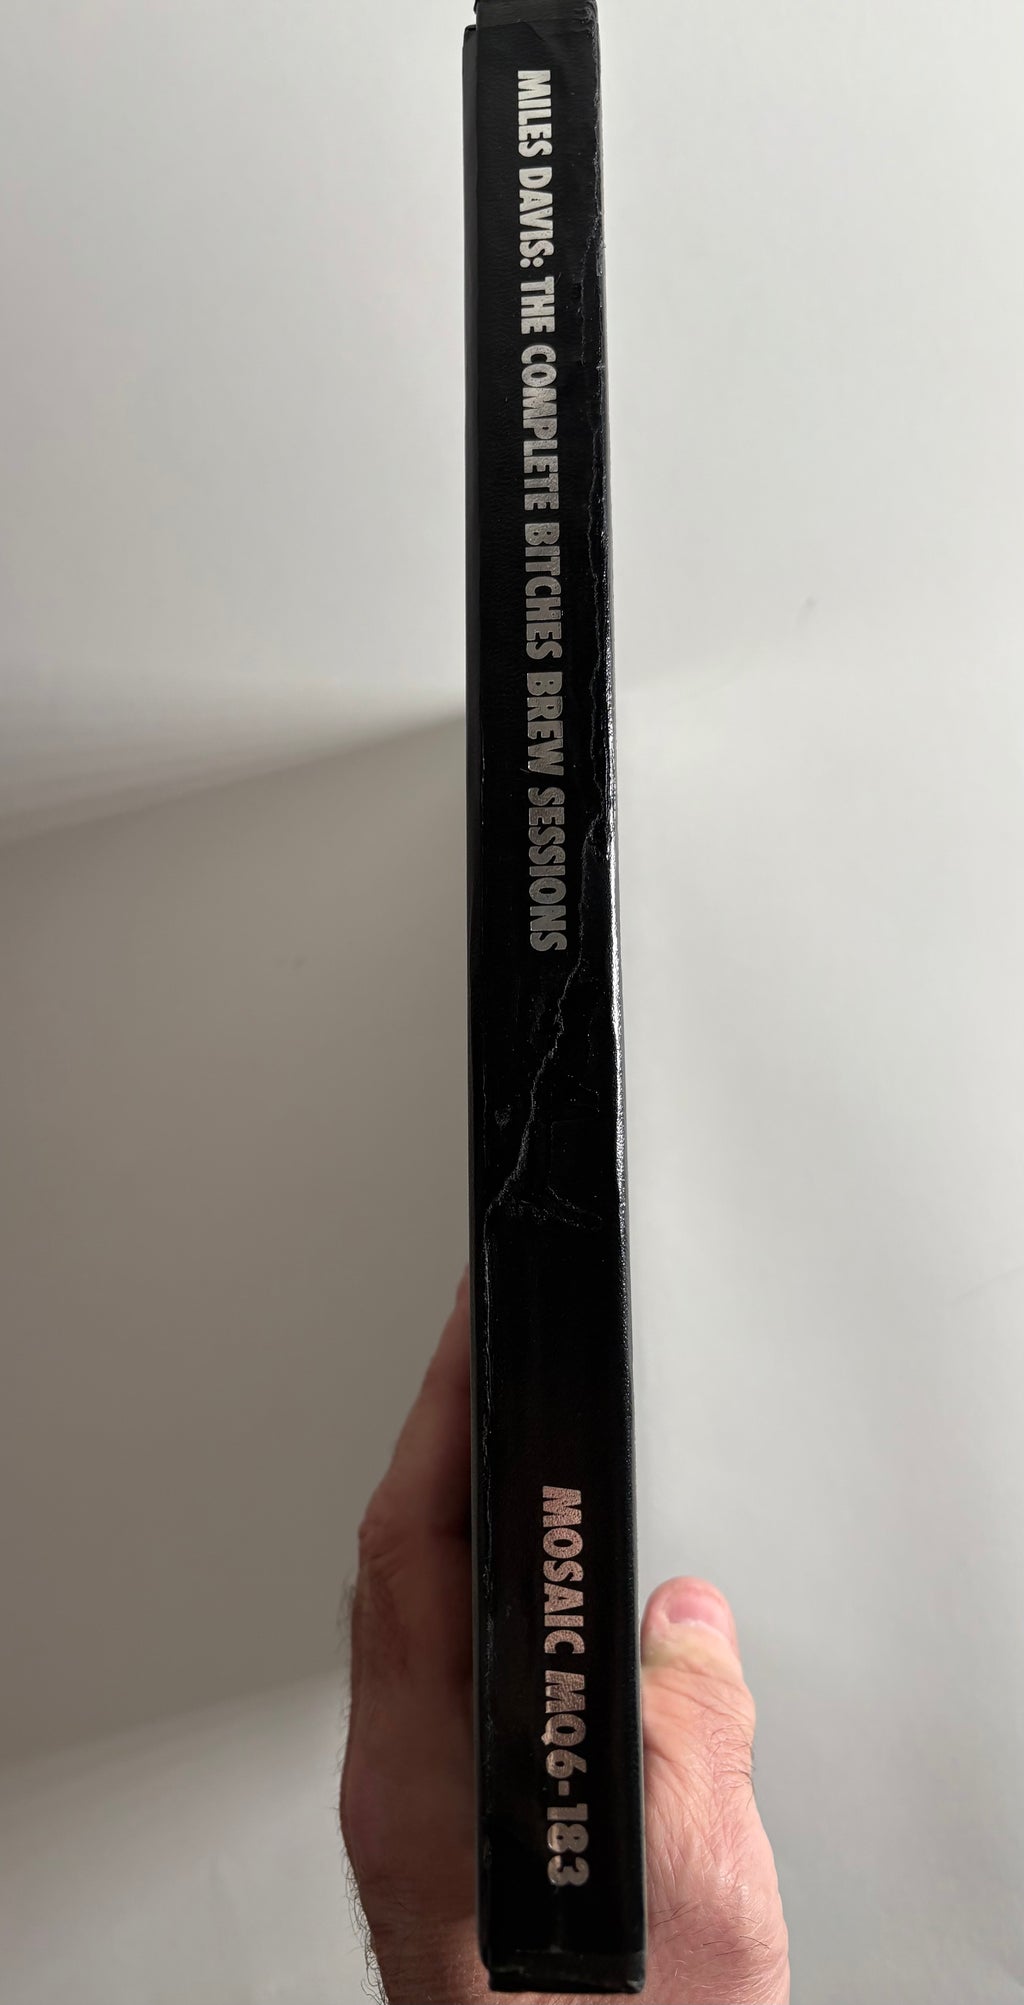 MILES DAVIS: THE COMPLETE BITCHES BREW SESSIONS
MOSAIC MQ6-183